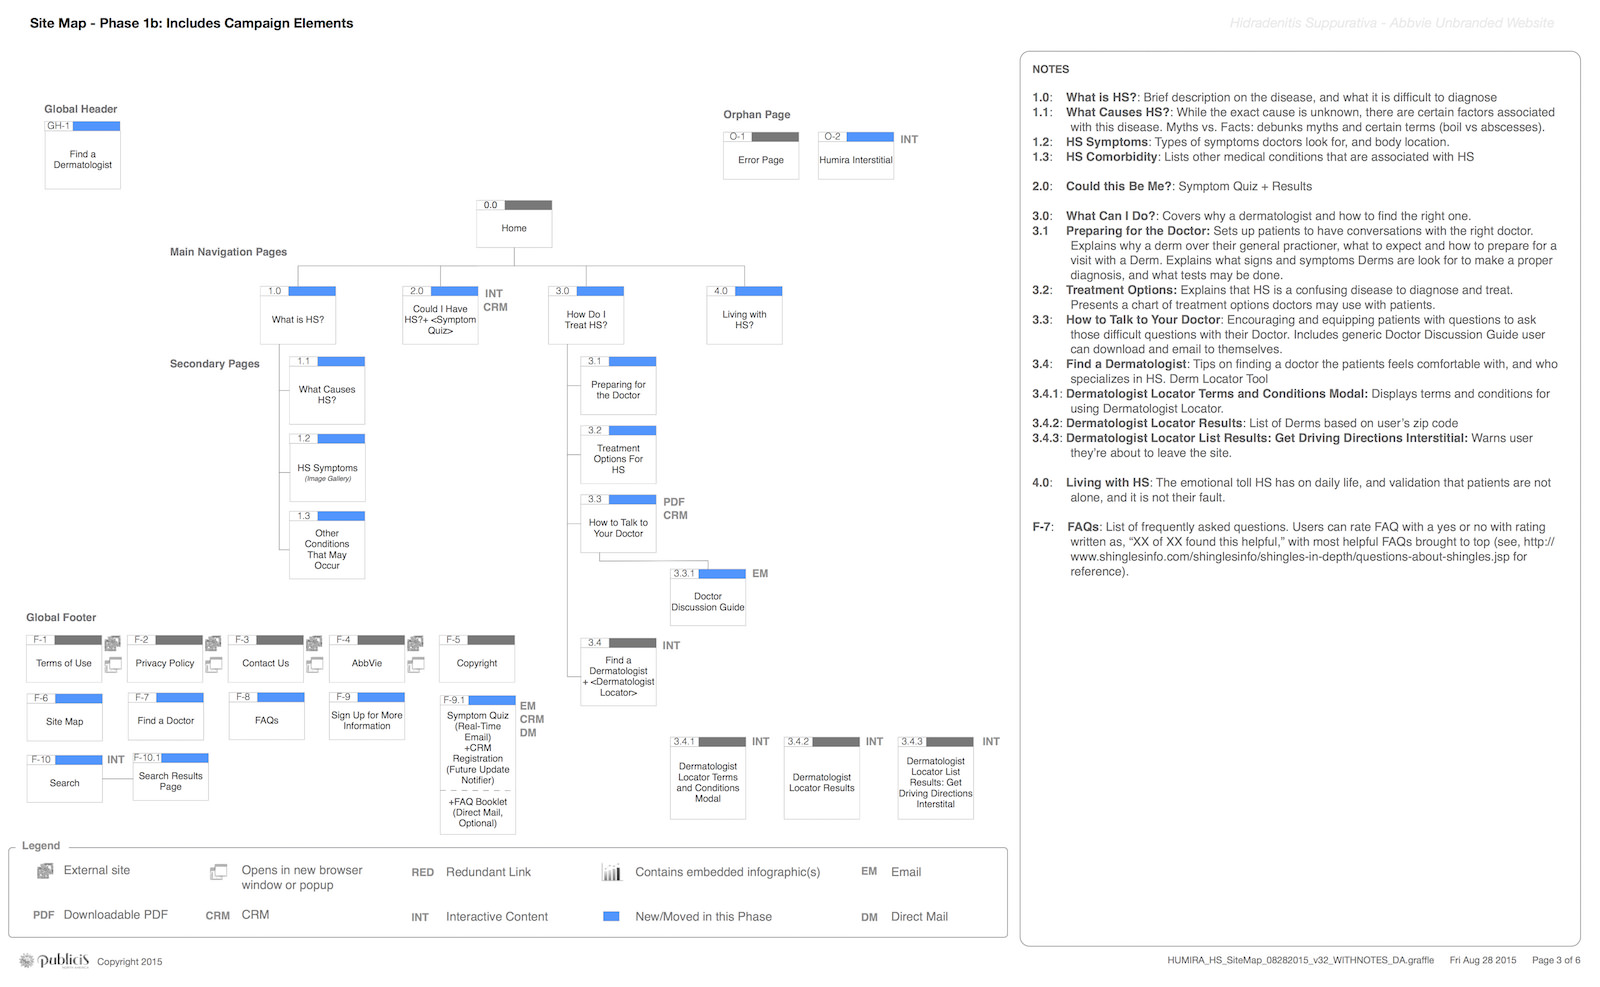 Site Map - Phase 1b: Includes Campaign Elements
Hidradenitis Suppurativa - Abbvie Unbranded Website
Global Header
GH-1
Find a
Dermatologist
Orphan Page
O-1
Error Page
O-2
INT
Humira Interstitial
0.0
Home
Main Navigation Pages
1.0
What is HS?
2.0
INT
CRM
Could I Have
HS?+ <Symptom
Quiz>
3.0
How Do I
Treat HS?
4.0
Living with
HS?
Secondary Pages
1.1
What Causes
HS?
1.2
HS Symptoms
(Image Gallery)
1.3
Other
Conditions
That May
Occur
3.1
Preparing for
the Doctor
3.2
Treatment
Options For
HS
3.3
PDF
CRM
How to Talk to
Your Doctor
3.3.1
EM
Doctor
Discussion Guide
3.4
INT
Find a
Dermatologist
+ <Dermatologist
Locator>
3.4.1
INT
Dermatologist
Locator Terms
and Conditions
Modal
3.4.2
INT
Dermatologist
Locator Results
3.4.3
INT
Dermatologist
Locator List
Results: Get
Driving Directions
Interstital
Global Footer
F-1
Terms of Use
F-2
Privacy Policy
F-3
Contact Us
F-4
AbbVie
F-5
Copyright
F-6
Site Map
F-7
Find a Doctor
F-8
FAQs
F-9
Sign Up for More
Information
F-9.1
EM
CRM
DM
Symptom Quiz
(Real-Time
Email)
+CRM
Registration
(Future Update
Notifier)
+FAQ Booklet
(Direct Mail,
Optional)
F-10
INT
Search
F-10.1
Search Results
Page
Legend
External site
Opens in new browser
window or popup
RED Redundant Link
Contains embedded infographic(s)
EM Email
PDF Downloadable PDF
CRM CRM
INT Interactive Content
New/Moved in this Phase
DM Direct Mail
NOTES
1.0: What is HS?: Brief description on the disease, and what it is difficult to diagnose
1.1: What Causes HS?: While the exact cause is unknown, there are certain factors associated
with this disease. Myths vs. Facts: debunks myths and certain terms (boil vs abscesses).
1.2: HS Symptoms: Types of symptoms doctors look for, and body location.
1.3: HS Comorbidity: Lists other medical conditions that are associated with HS
2.0: Could this Be Me?: Symptom Quiz + Results
3.0: What Can I Do?: Covers why a dermatologist and how to find the right one.
3.1 Preparing for the Doctor: Sets up patients to have conversations with the right doctor.
Explains why a derm over their general practioner, what to expect and how to prepare for a
visit with a Derm. Explains what signs and symptoms Derms are look for to make a proper
diagnosis, and what tests may be done.
3.2: Treatment Options: Explains that HS is a confusing disease to diagnose and treat.
Presents a chart of treatment options doctors may use with patients.
3.3: How to Talk to Your Doctor: Encouraging and equipping patients with questions to ask
those difficult questions with their Doctor. Includes generic Doctor Discussion Guide user
can download and email to themselves.
3.4: Find a Dermatologist: Tips on finding a doctor the patients feels comfortable with, and who
specializes in HS. Derm Locator Tool
3.4.1: Dermatologist Locator Terms and Conditions Modal: Displays terms and conditions for
using Dermatologist Locator.
3.4.2: Dermatologist Locator Results: List of Derms based on user's zip code
3.4.3: Dermatologist Locator List Results: Get Driving Directions Interstitial: Warns user
they're about to leave the site.
4.0: Living with HS: The emotional toll HS has on daily life, and validation that patients are not
alone, and it is not their fault.
F-7: FAQs: List of frequently asked questions. Users can rate FAQ with a yes or no with rating
written as, "XX of XX found this helpful," with most helpful FAQs brought to top (see, http://
www.shinglesinfo.com/shinglesinfo/shingles-in-depth/questions-about-shingles.jsp for
reference).
publicis
NORTH AMERICA
Copyright 2015
HUMIRA_HS_SiteMap_08282015_v32_WITHNOTES_DA.graffle Fri Aug 28 2015 Page 3 of 6